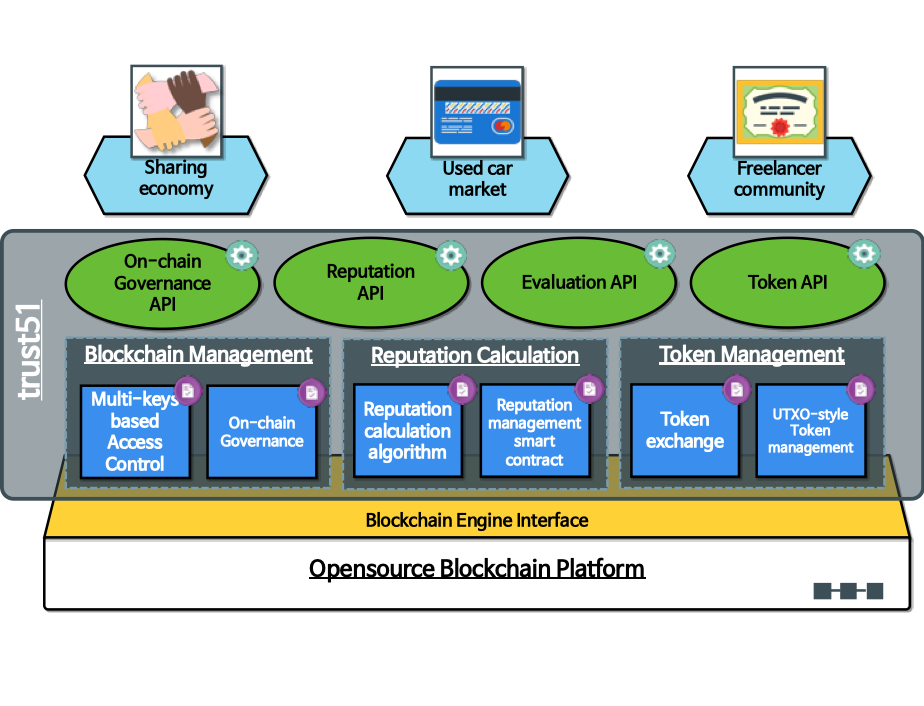 Sharing
economy
Used car
market
Freelancer
community
trust51
On-chain
Governance
API
Reputation
API
Evaluation API
Token API
Blockchain Management
Multi-keys
based
Access
Control
On-chain
Governance
Reputation Calculation
Reputation
calculation
algorithm
Reputation
management
smart
contract
Token Management
Token
exchange
UTXO-style
Token
management
Blockchain Engine Interface
Opensource Blockchain Platform